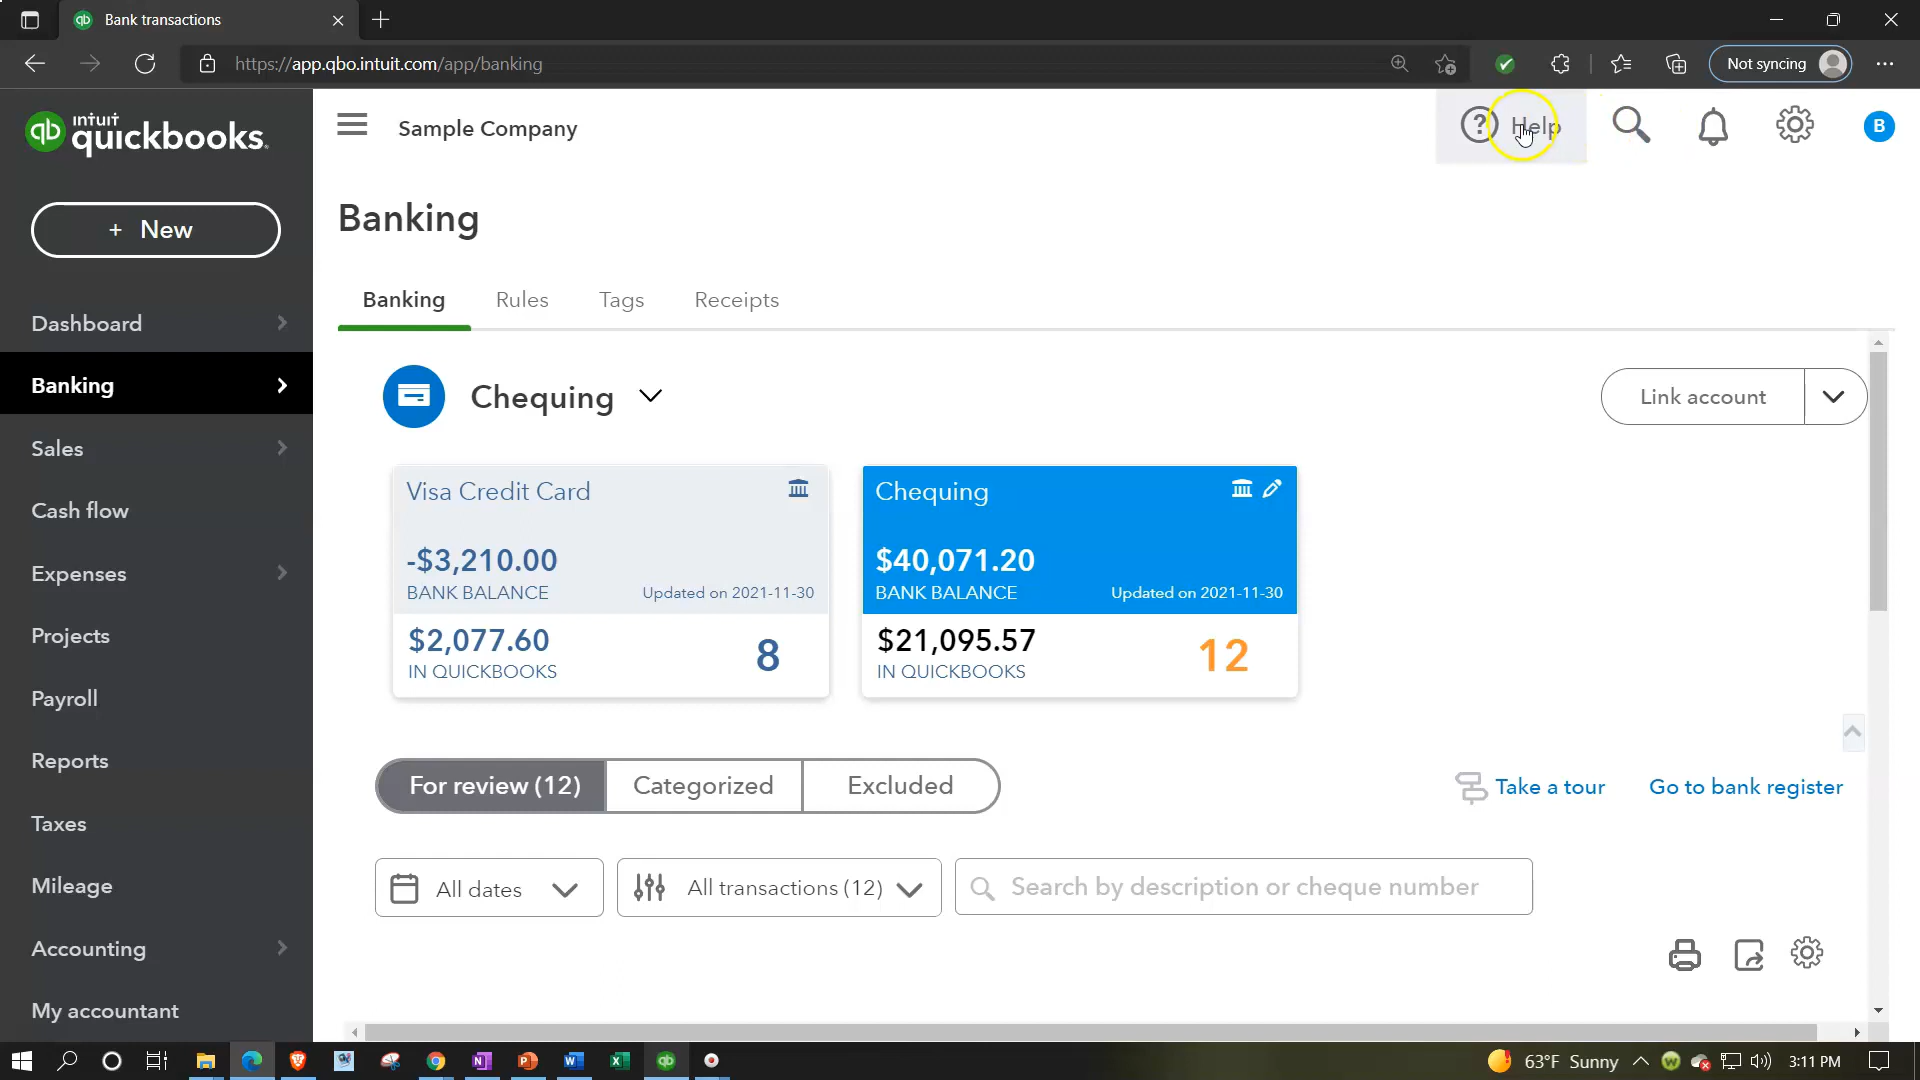 Bank transactions
https://app.qbo.intuit.com/app/banking
Not syncing
intuit
quickbooks.
Sample Company
Help
B
+ New
Banking
Banking
Rules
Tags
Receipts
Dashboard
Banking
Sales
Cash flow
Expenses
Projects
Payroll
Reports
Taxes
Mileage
Accounting
My accountant
Chequing
Link account
Visa Credit Card
-$3,210.00
BANK BALANCE
Updated on 2021-11-30
$2,077.60
IN QUICKBOOKS
8
Chequing
$40,071.20
BANK BALANCE
Updated on 2021-11-30
$21,095.57
IN QUICKBOOKS
12
For review (12)
Categorized
Excluded
Take a tour
Go to bank register
All dates
All transactions (12)
Search by description or cheque number
63°F Sunny
3:11 PM